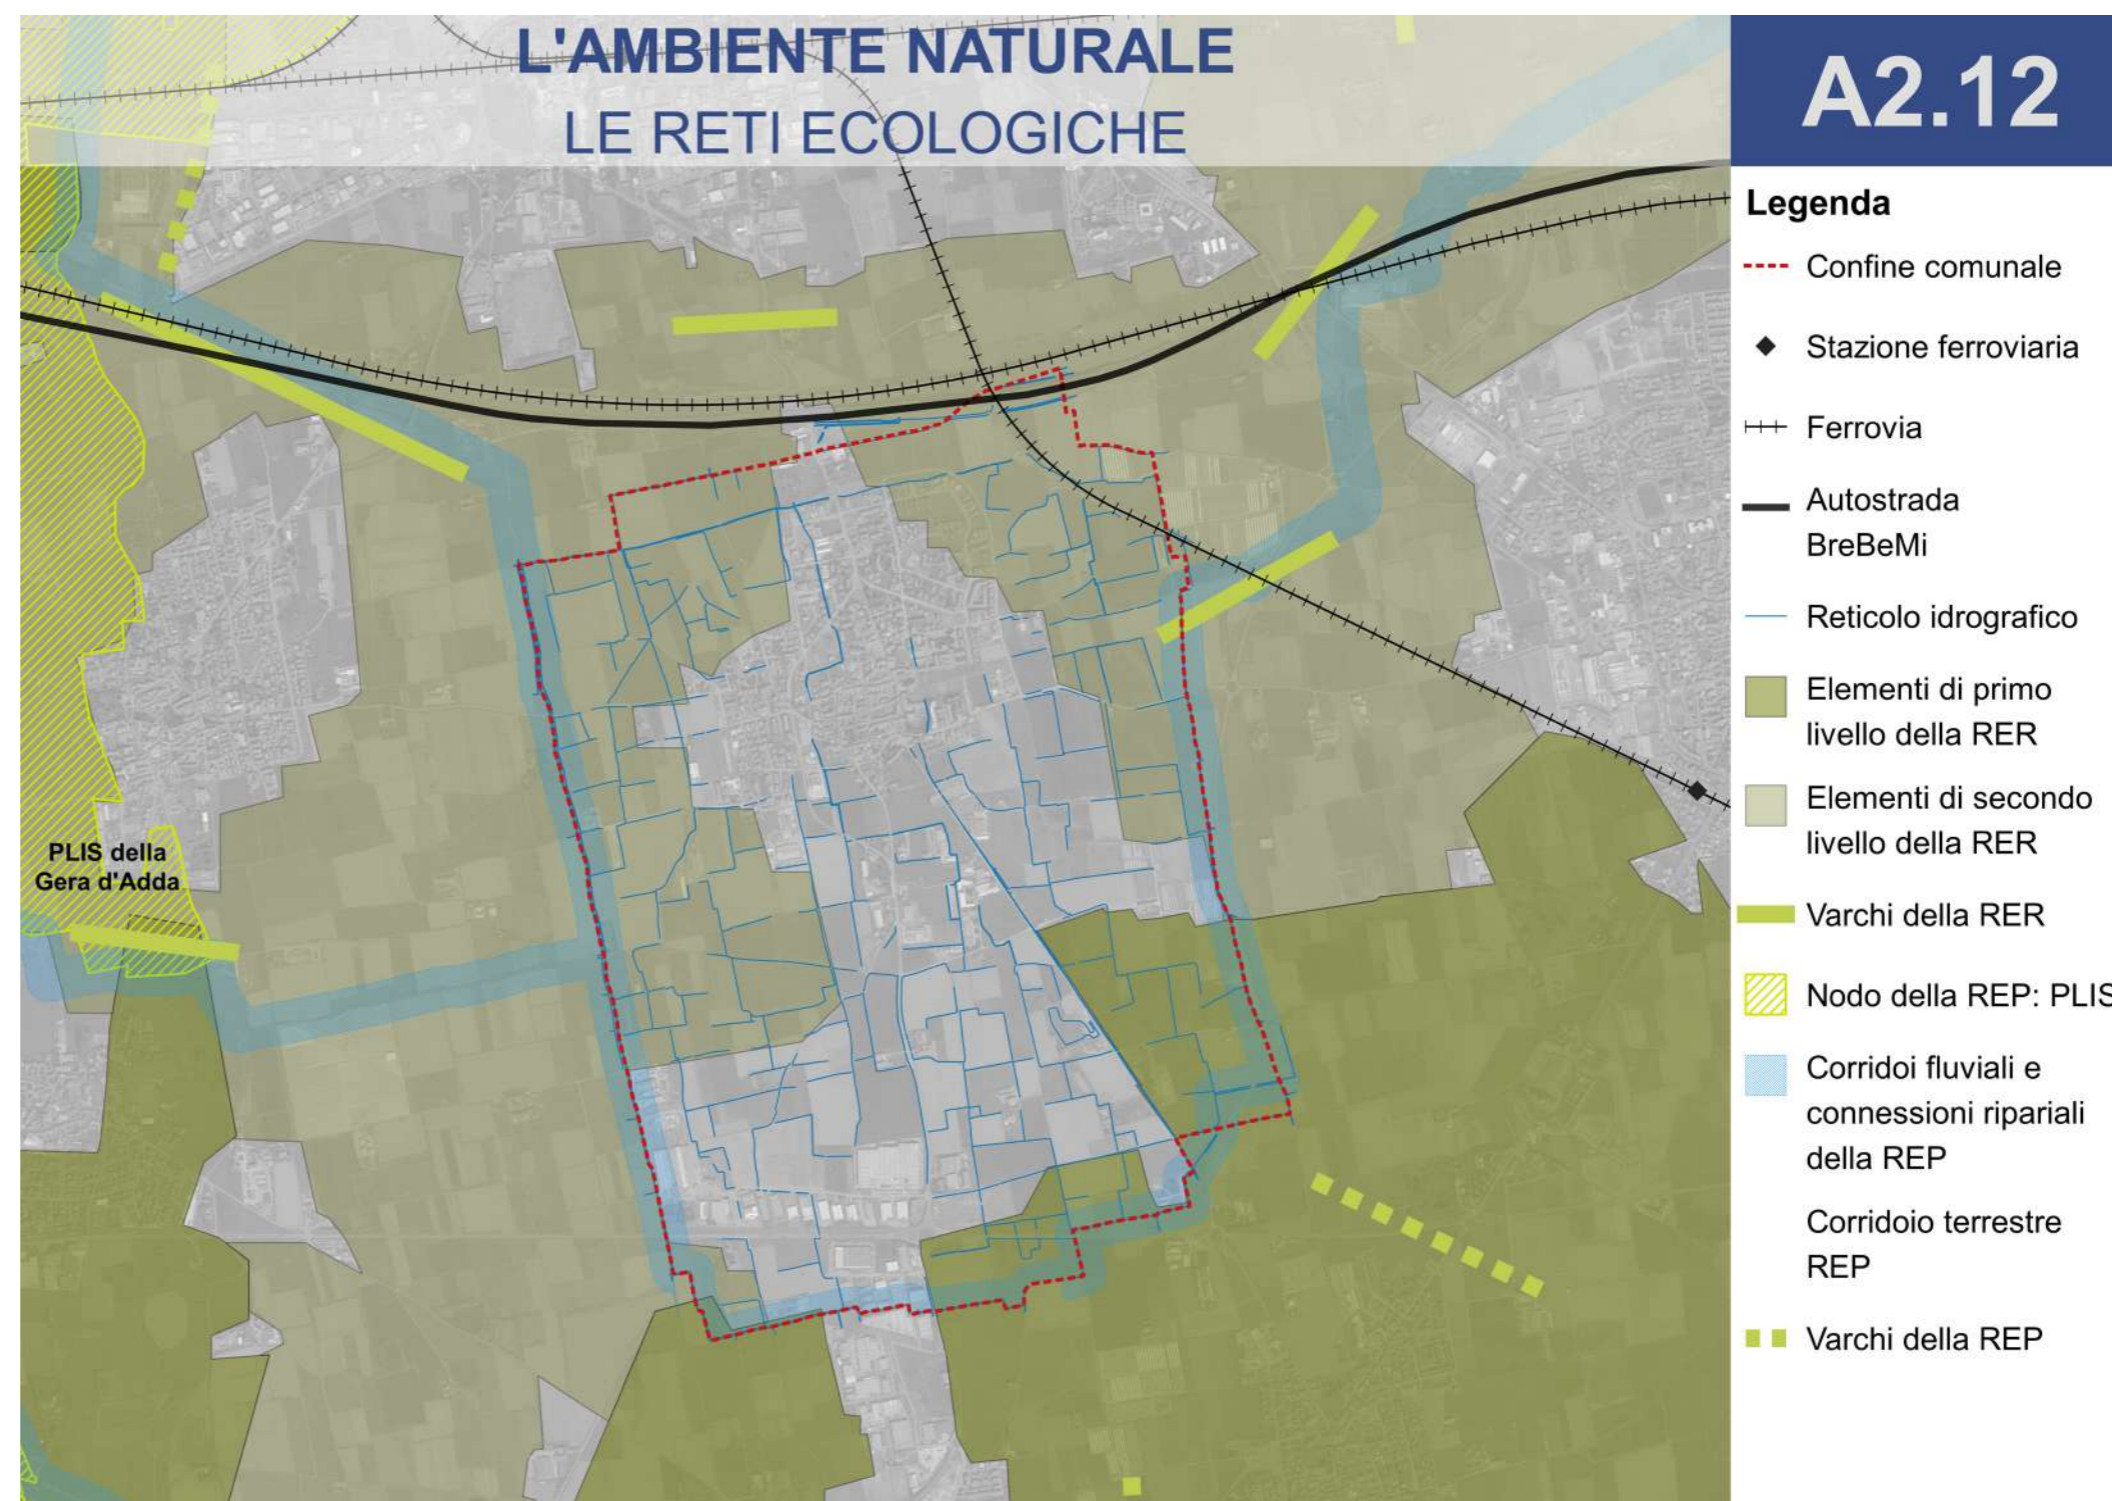 L'AMBIENTE NATURALE
LE RETI ECOLOGICHE
A2.12
Legenda
Confine comunale
Stazione ferroviaria
Ferrovia
Autostrada
BreBeMi
Reticolo idrografico
Elementi di primo
livello della RER
Elementi di secondo
livello della RER
Varchi della RER
Nodo della REP: PLIS
Corridoi fluviali e
connessioni ripariali
della REP
Corridoio terrestre
REP
Varchi della REP
PLIS della
Gera d'Adda